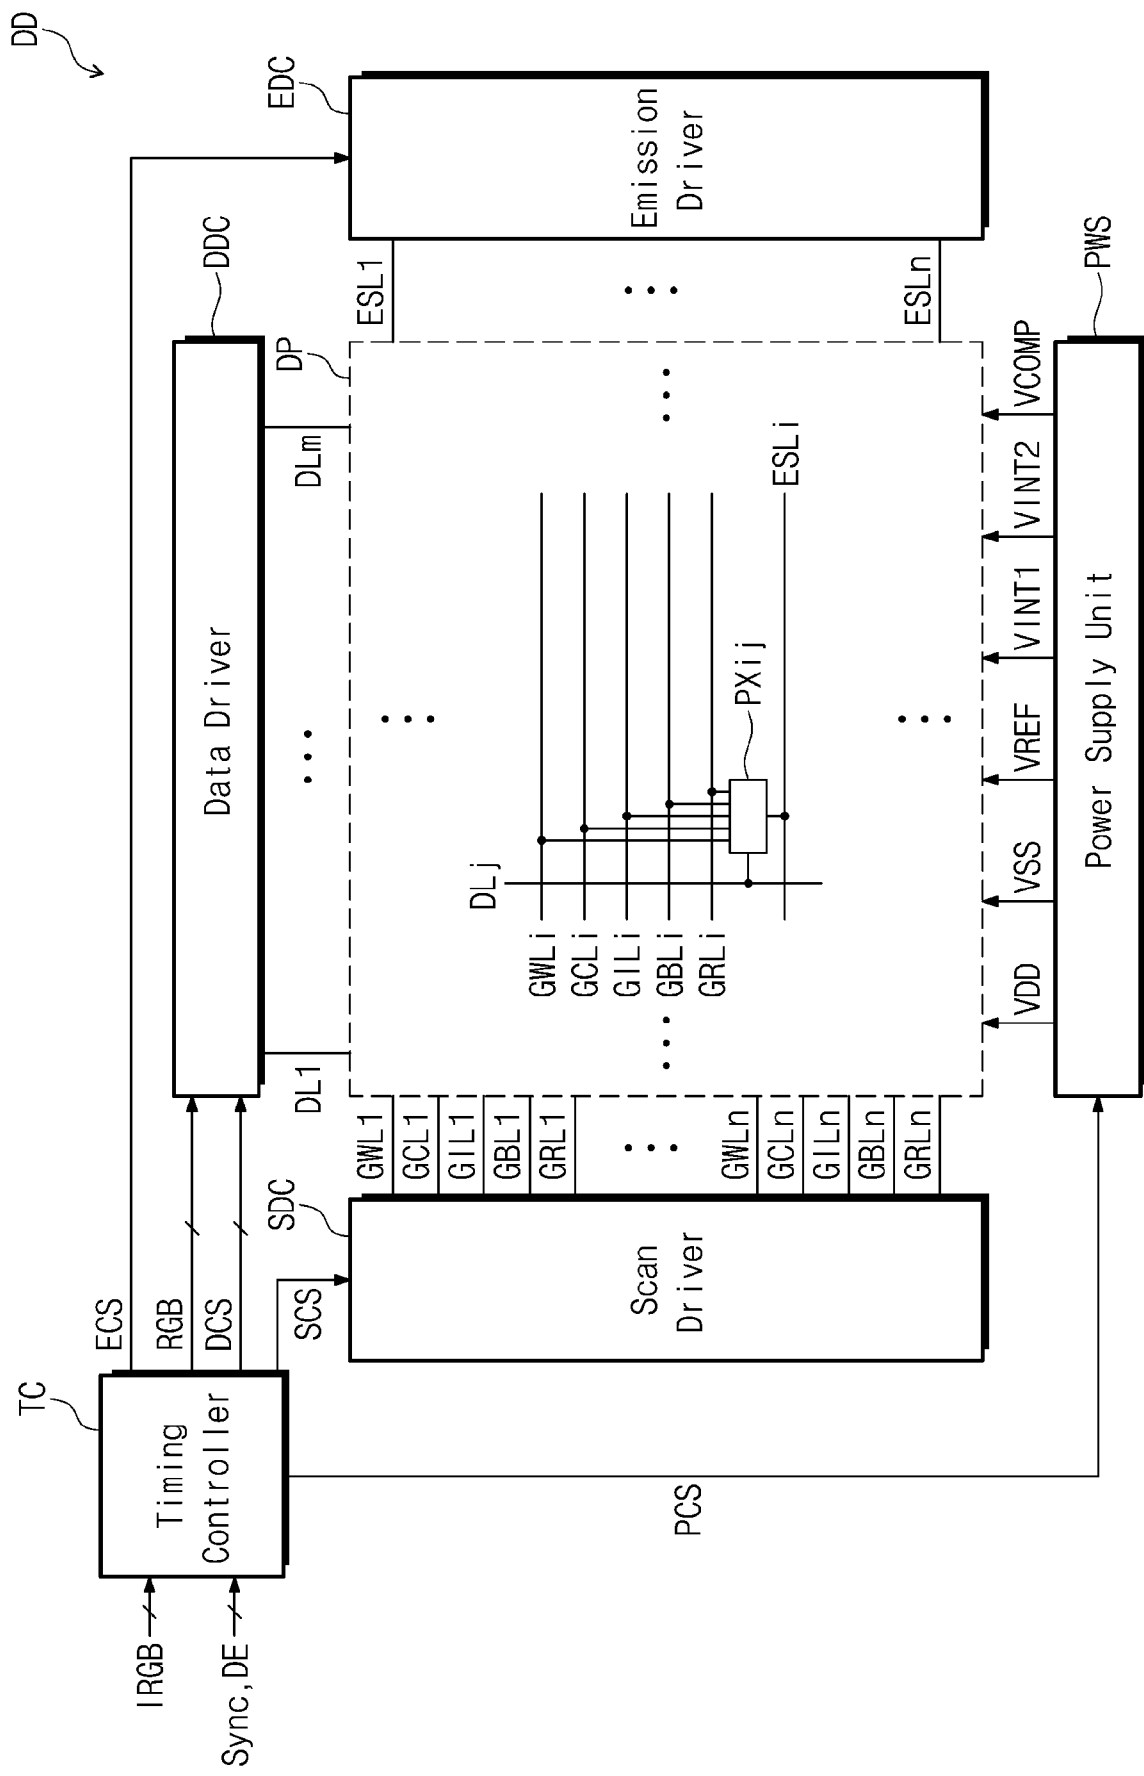 DD
TC
IRGB
Sync,DE
Timing
Controller
ECS
RGB
DCS
SCS
PCS
Data Driver
DDC
DL1
DLm
DP
SDC
Scan
Driver
GWL1
GCL1
GIL1
GBL1
GRL1
GWLn
GCLn
GILn
GBLn
GRLn
DLj
GWLi
GCLi
GILi
GBLi
GRLi
PXij
ESLi
ESL1
ESLn
EDC
Emission
Driver
VDD
VSS
VREF
VINT1
VINT2
VCOMP
Power Supply Unit
PWS